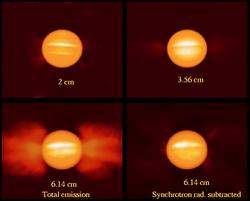 2 cm
3.56 cm
6.14 cm
Total emission
6.14 cm
Synchrotron rad. subtracted